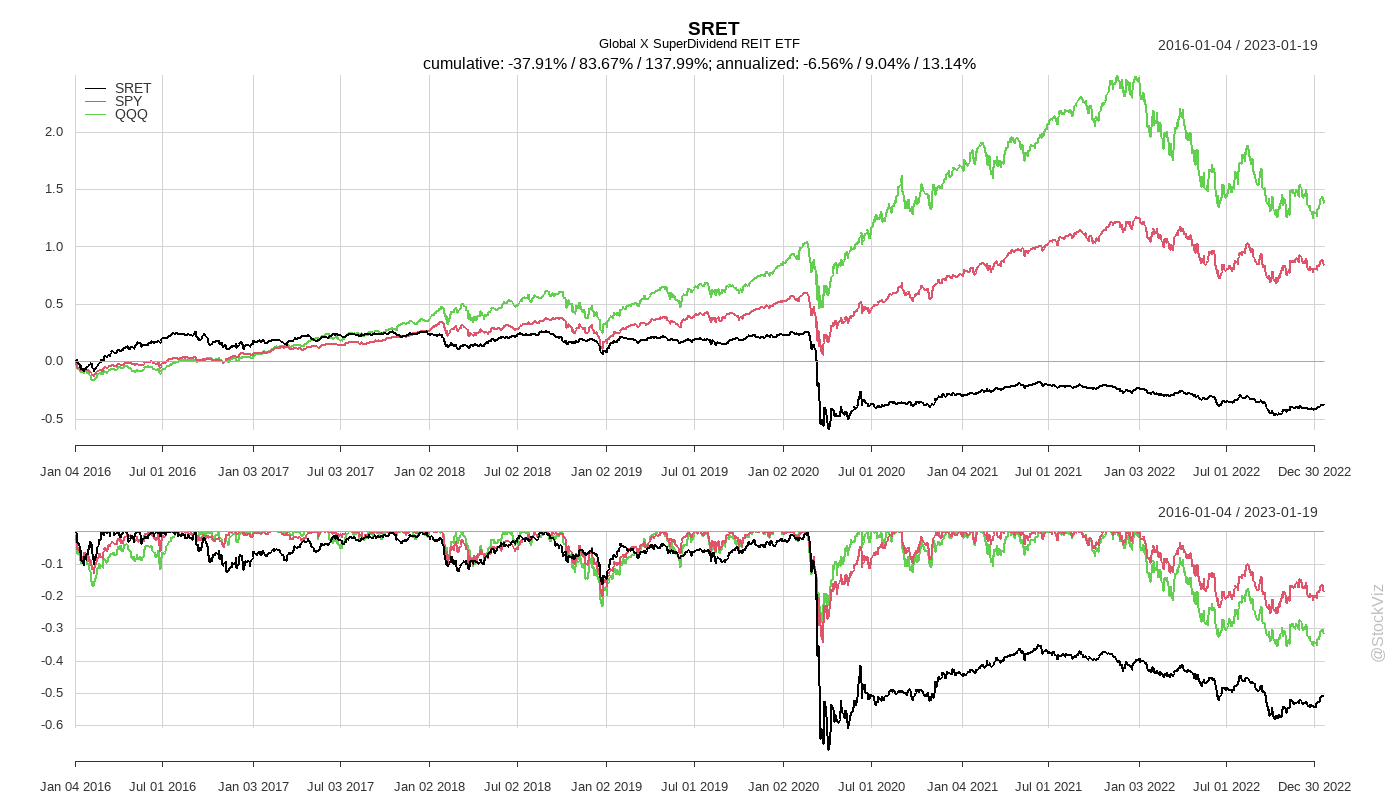 SRET
Global X SuperDividend REIT ETF
2016-01-04 / 2023-01-19
cumulative: -37.91% / 83.67% / 137.99%; annualized: -6.56% / 9.04% / 13.14%
SRET
SPY
QQQ
2.0
1.5
1.0
0.5
0.0
-0.5
Jan 04 2016 Jul 01 2016 Jan 03 2017 Jul 03 2017 Jan 02 2018 Jul 02 2018 Jan 02 2019 Jul 01 2019 Jan 02 2020 Jul 01 2020 Jan 04 2021 Jul 01 2021 Jan 03 2022 Jul 01 2022 Dec 30 2022
2016-01-04 / 2023-01-19
-0.1
-0.2
-0.3
-0.4
-0.5
-0.6
Jan 04 2016 Jul 01 2016 Jan 03 2017 Jul 03 2017 Jan 02 2018 Jul 02 2018 Jan 02 2019 Jul 01 2019 Jan 02 2020 Jul 01 2020 Jan 04 2021 Jul 01 2021 Jan 03 2022 Jul 01 2022 Dec 30 2022
@StockViz